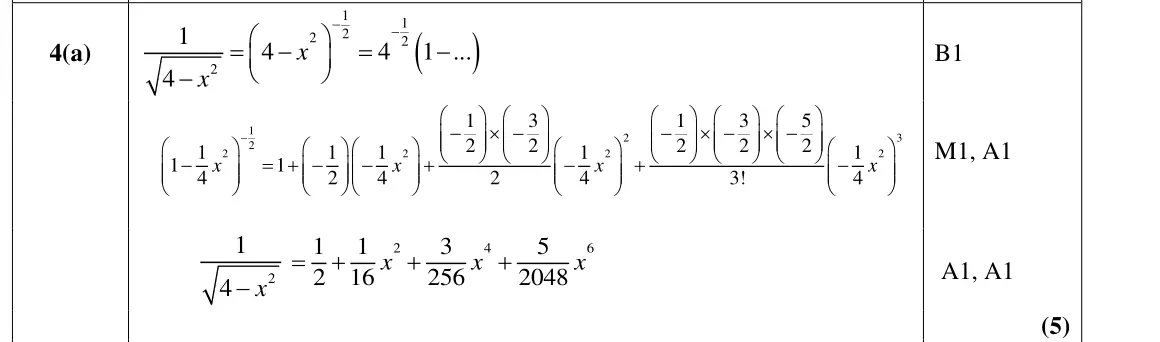 4(a) 1/√(4 − x²) = (4 − x²)^(−1/2) = 4^(−1/2) (1 − ...) B1
(1 − 1/4 x²)^(−1/2) = 1 + (−1/2)(−1/4 x²) + ((−1/2) × (−3/2))/2 (−1/4 x²)² + ((−1/2) × (−3/2) × (−5/2))/3! (−1/4 x²)³ M1, A1
1/√(4 − x²) = 1/2 + 1/16 x² + 3/256 x⁴ + 5/2048 x⁶ A1, A1
(5)